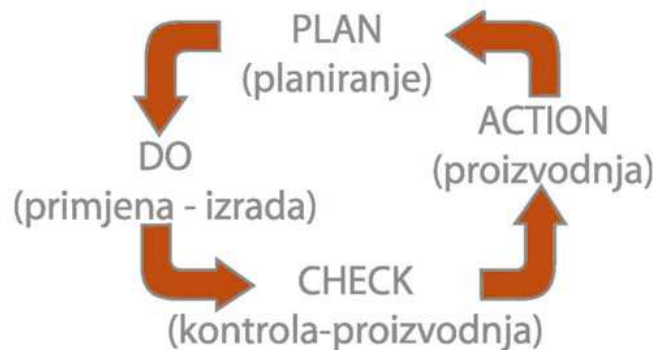 PLAN
(planiranje)
ACTION
(proizvodnja)
DO
(primjena - izrada)
CHECK
(kontrola-proizvodnja)